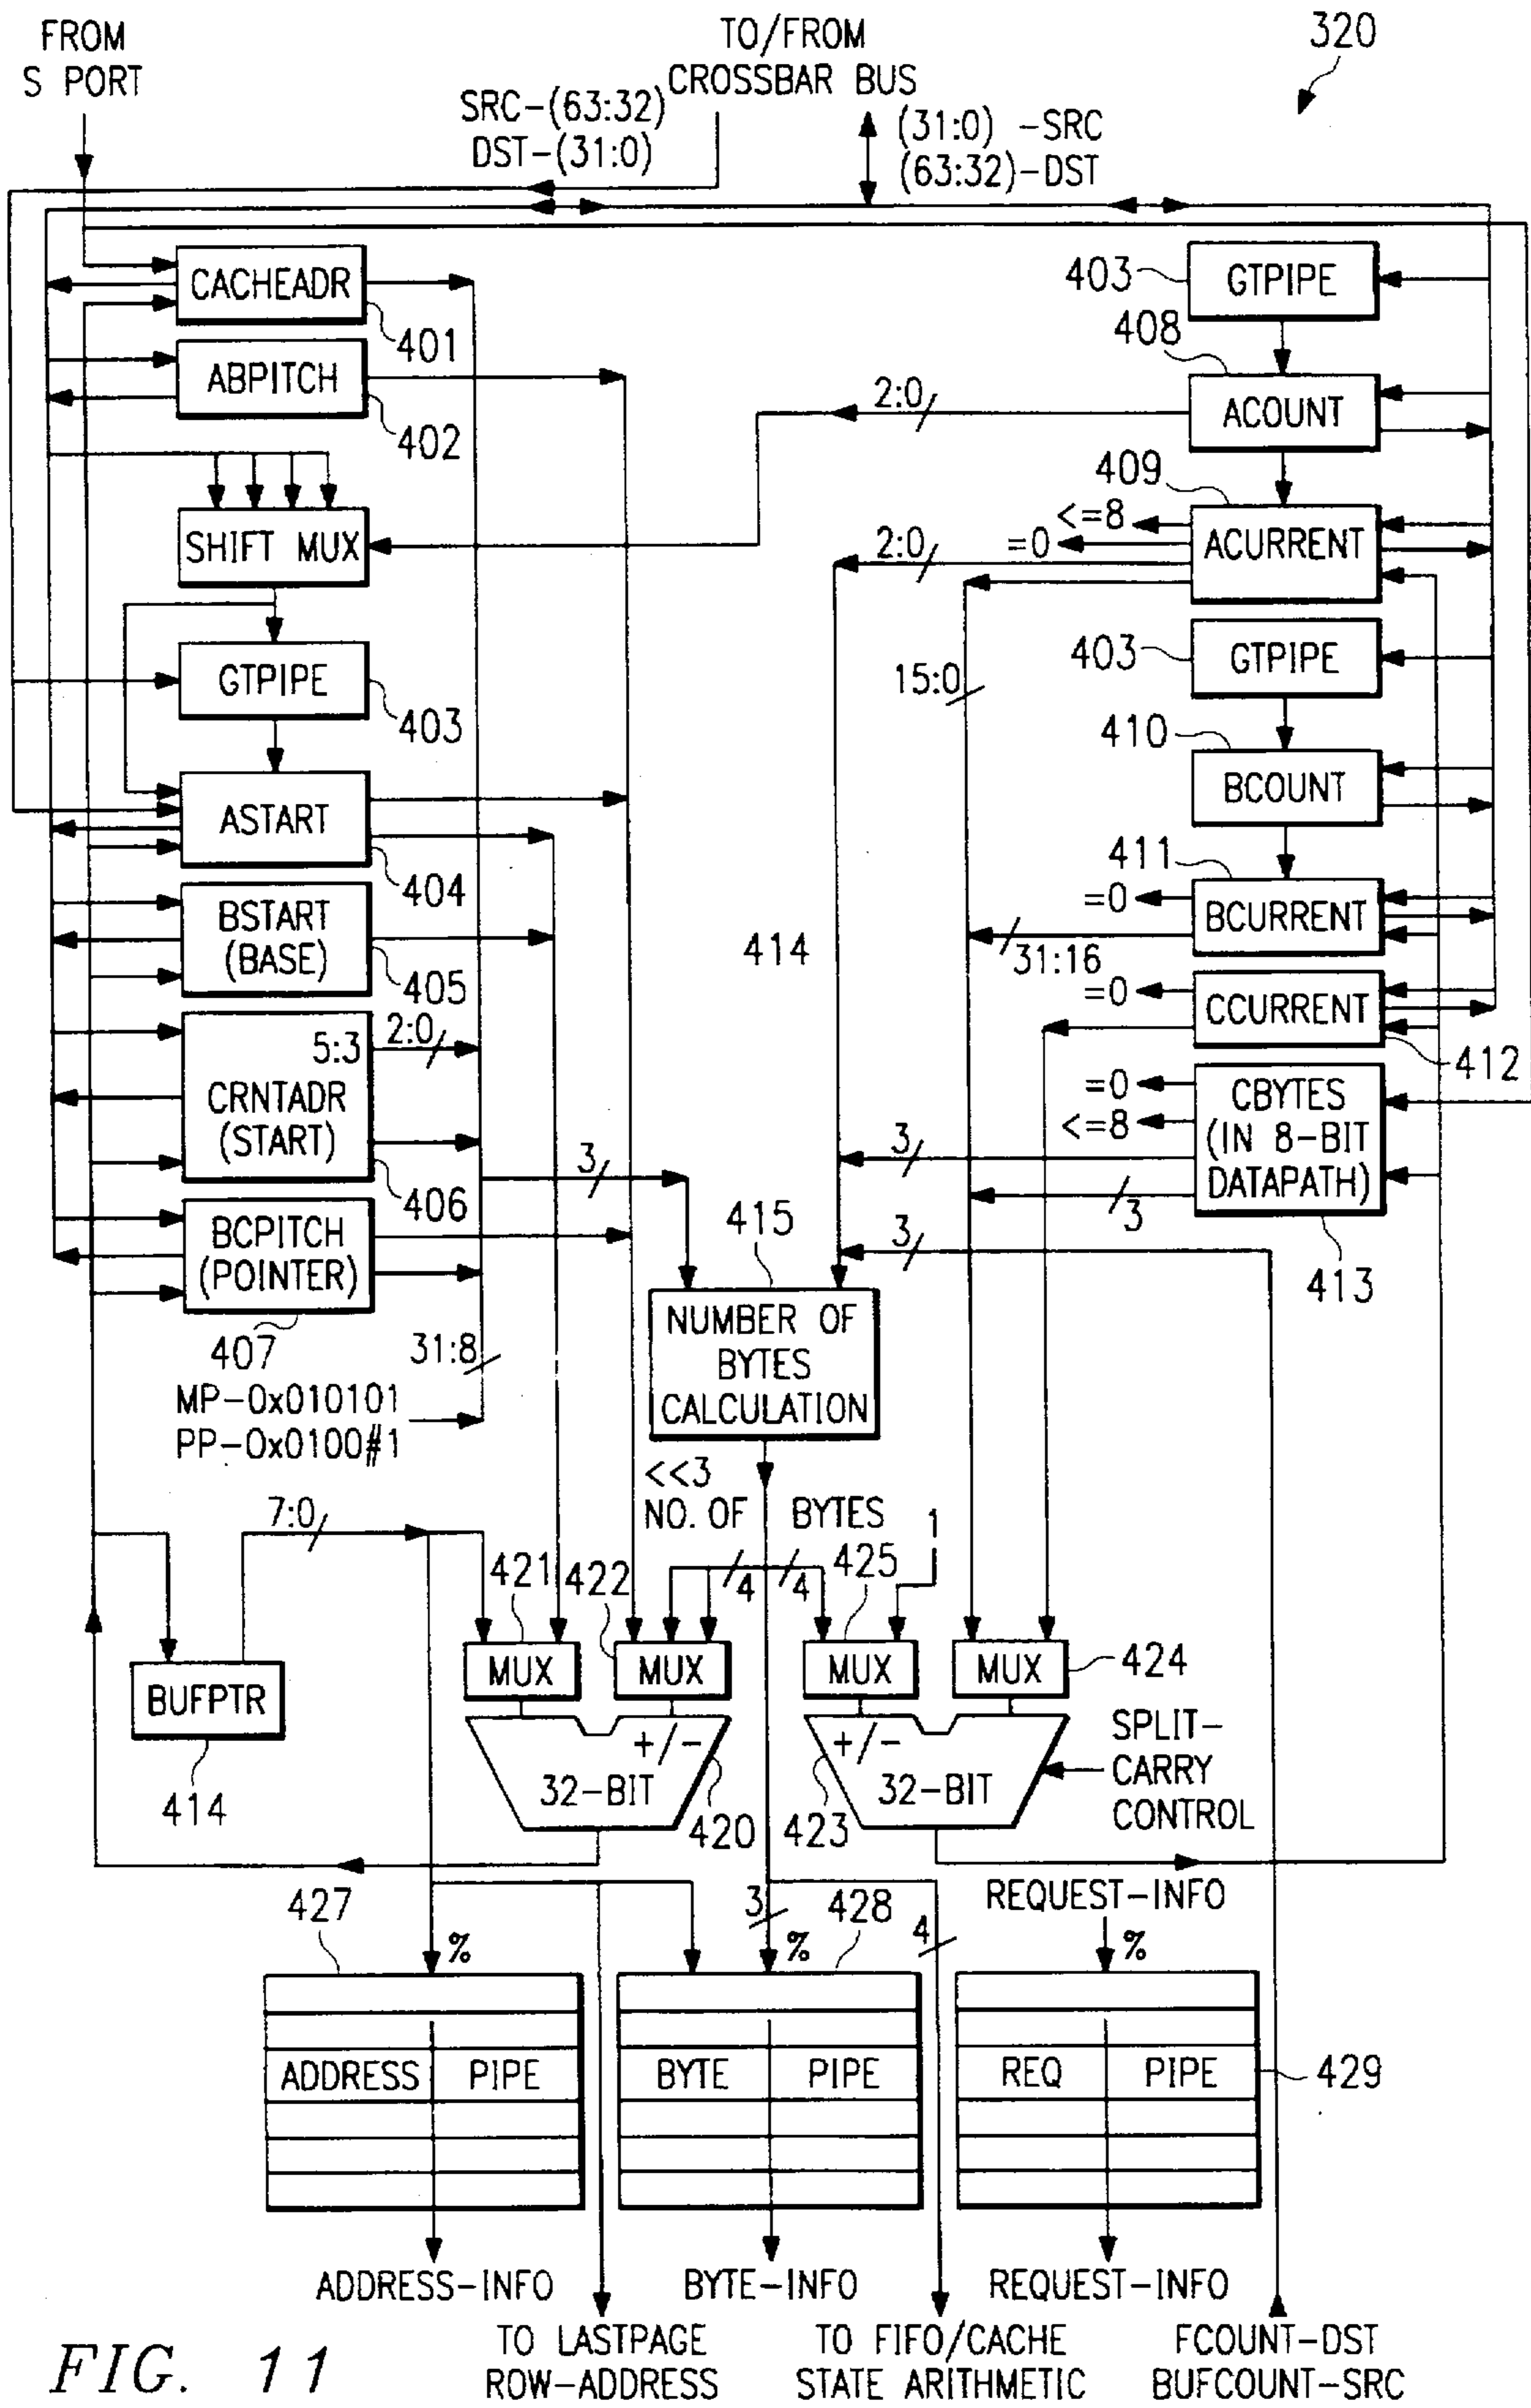 FROM
S PORT
TO/FROM
CROSSBAR BUS
320
SRC-(63:32)
DST-(31:0)
(31:0) -SRC
(63:32)-DST
CACHEADR
401
403
GTPIPE
408
ABPITCH
402
2:0
ACOUNT
409
SHIFT MUX
<=8
=0
2:0
ACURRENT
GTPIPE
403
403
GTPIPE
15:0
410
BCOUNT
ASTART
404
411
BSTART
(BASE)
405
414
=0
BCURRENT
31:16
5:3
2:0
CRNTADR
(START)
406
=0
CCURRENT
412
=0
<=8
CBYTES
(IN 8-BIT
DATAPATH)
3
3
3
413
BCPITCH
(POINTER)
407
415
3
NUMBER OF
BYTES
CALCULATION
31:8
MP-0x010101
PP-0x0100#1
<<3
NO. OF BYTES
7:0
1
421
422
4
4
425
MUX
MUX
MUX
MUX
424
BUFPTR
414
+/-
32-BIT
420
+/-
32-BIT
423
SPLIT-
CARRY
CONTROL
REQUEST-INFO
427
%
3
%
428
4
%
ADDRESS PIPE
BYTE PIPE
REQ PIPE
429
ADDRESS-INFO
BYTE-INFO
REQUEST-INFO
TO LASTPAGE
ROW-ADDRESS
TO FIFO/CACHE
STATE ARITHMETIC
FCOUNT-DST
BUFCOUNT-SRC
FIG. 11